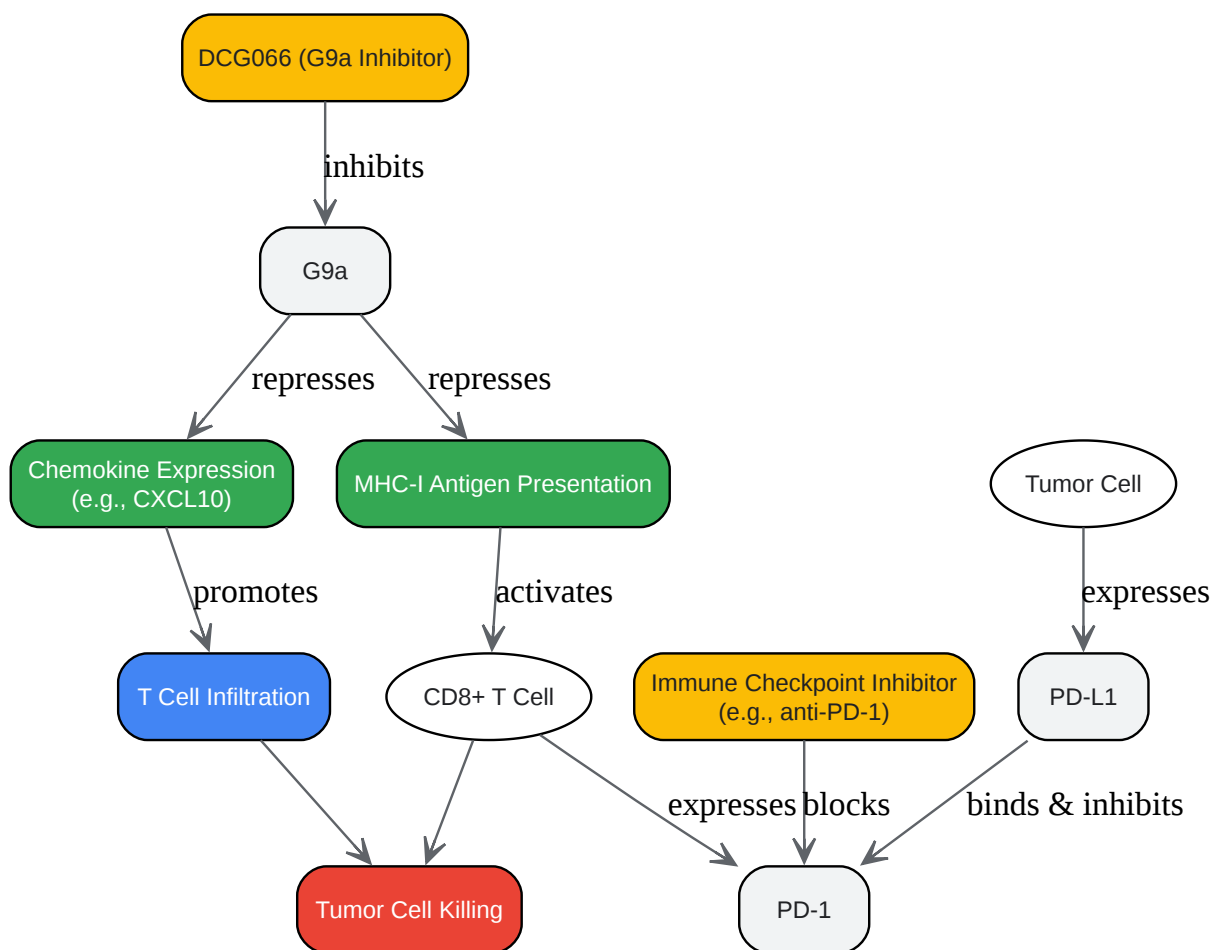 DCG066 (G9a Inhibitor)
inhibits
G9a
represses
represses
Chemokine Expression
(e.g., CXCL10)
MHC-I Antigen Presentation
Tumor Cell
promotes
activates
expresses
T Cell Infiltration
CD8+ T Cell
Immune Checkpoint Inhibitor
(e.g., anti-PD-1)
PD-L1
expresses
blocks
binds & inhibits
Tumor Cell Killing
PD-1